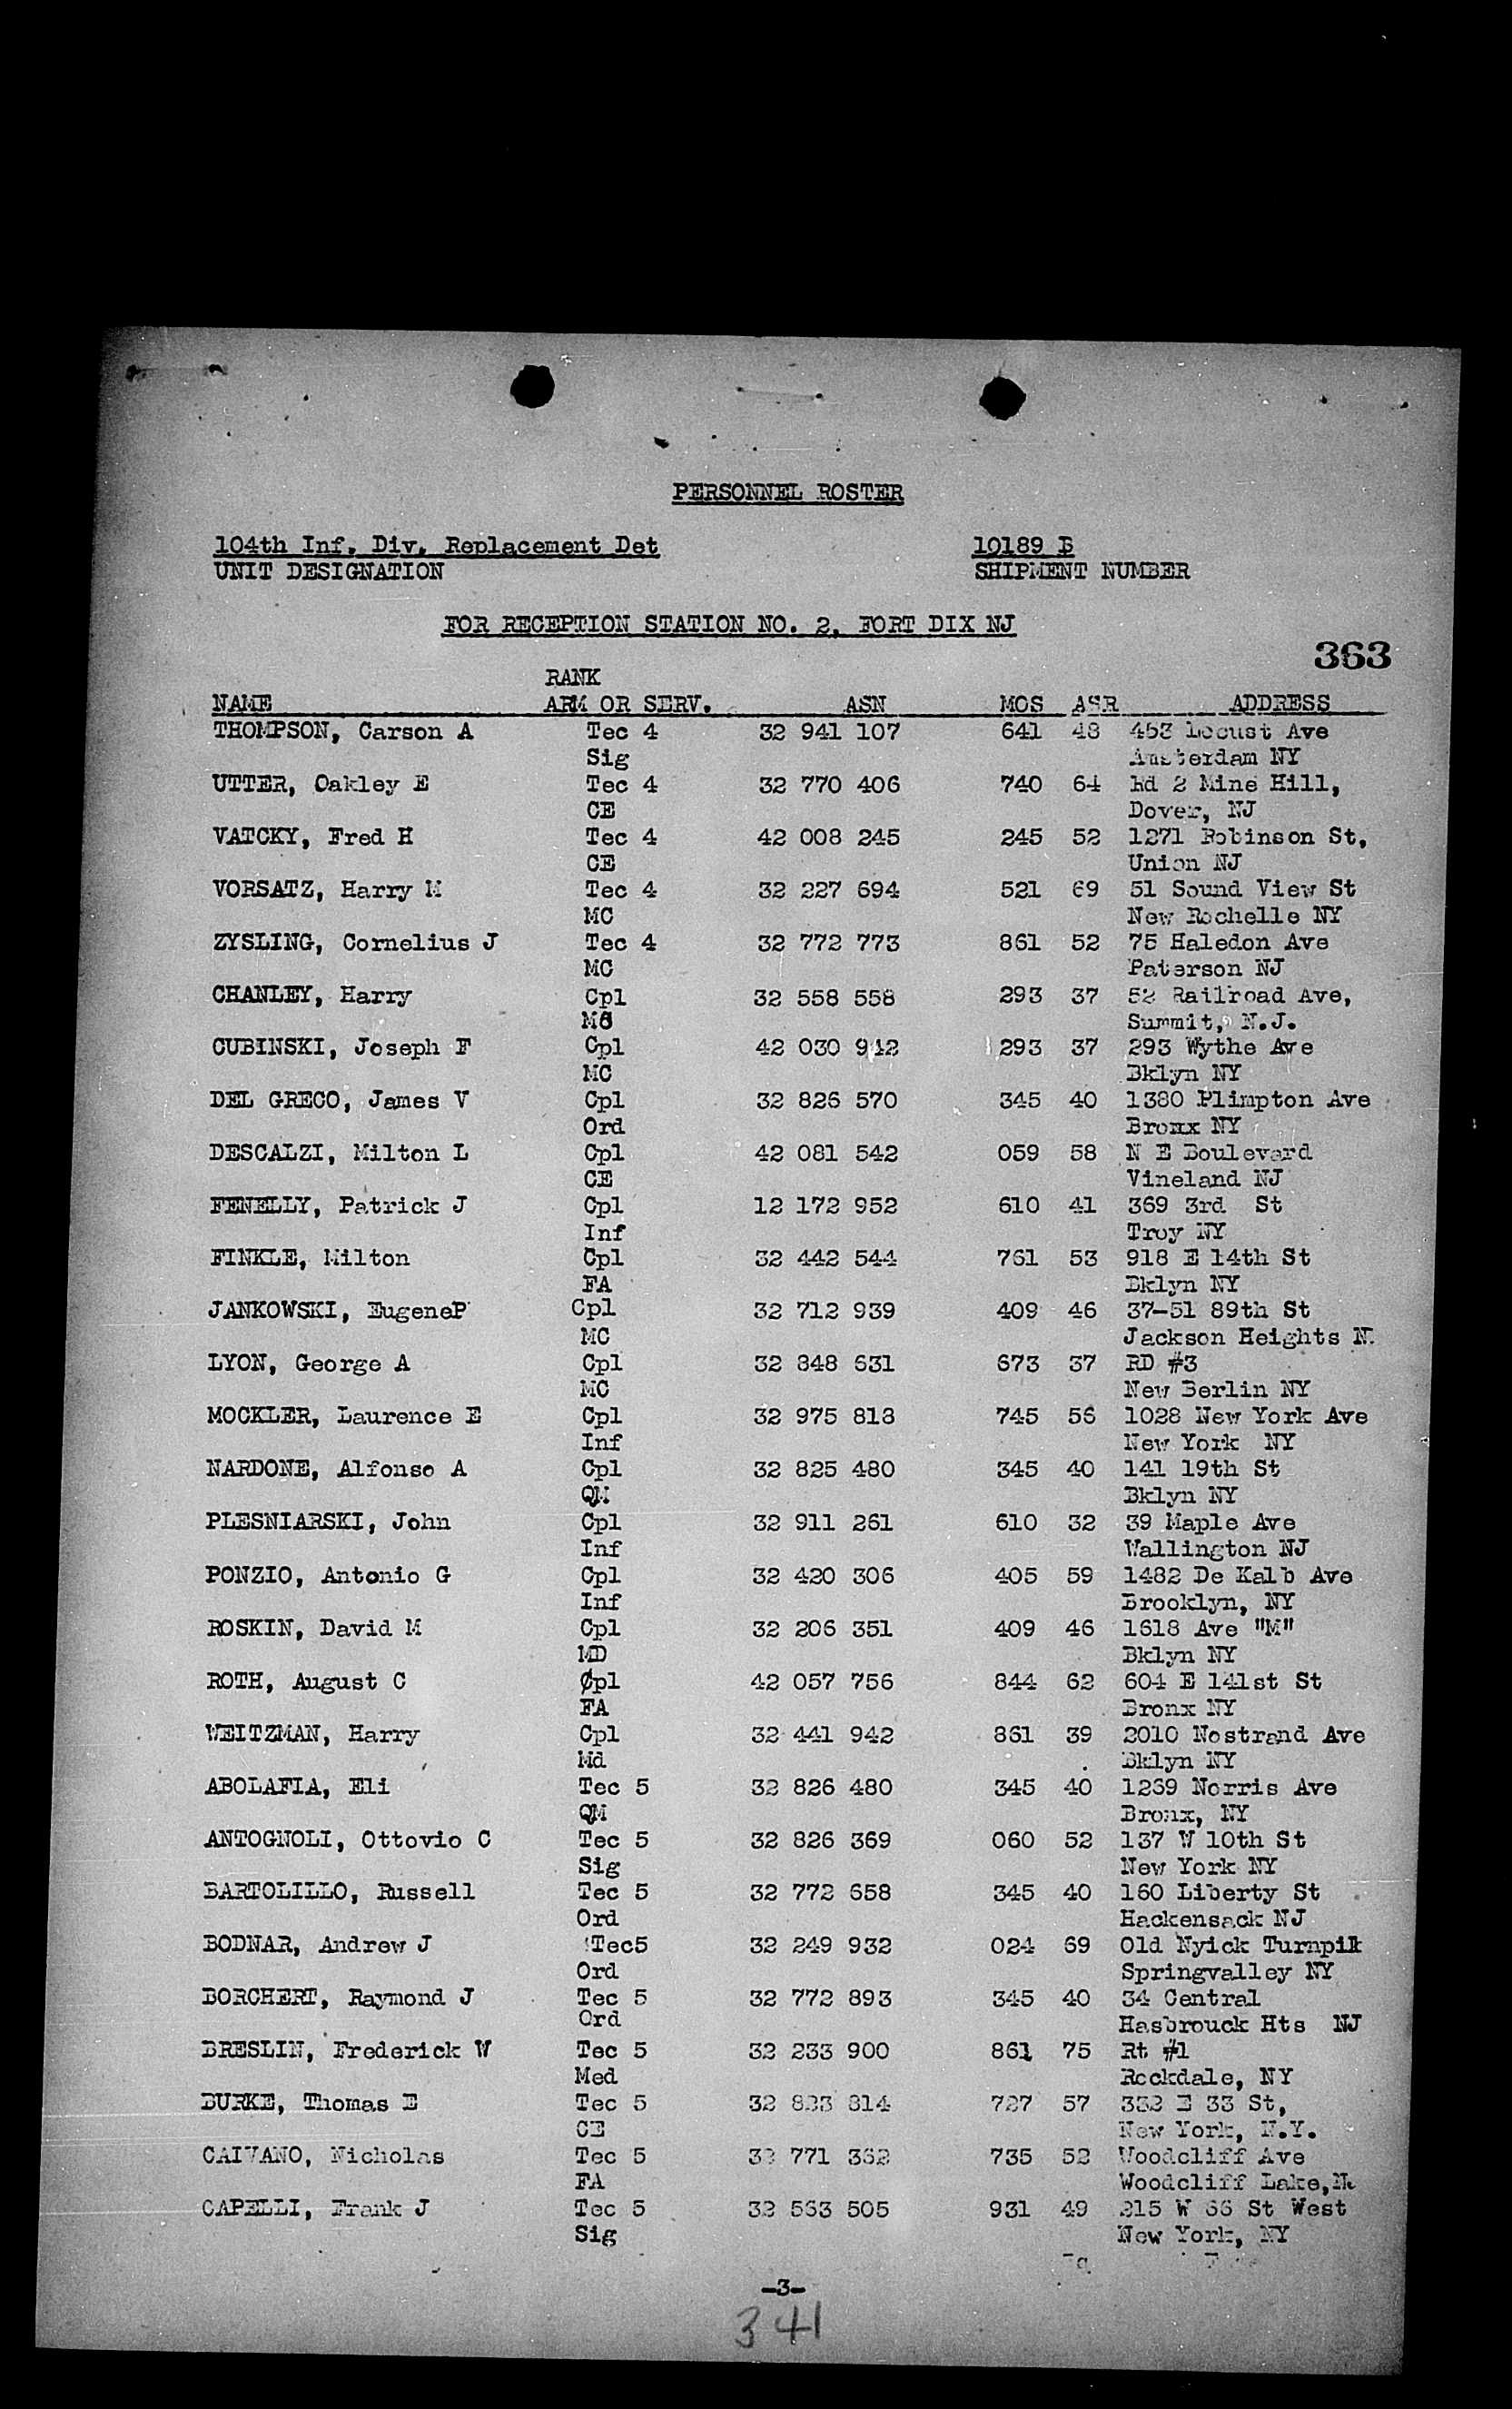 PERSONNEL ROSTER
104th Inf. Div. Replacement Det 10189 B
UNIT DESIGNATION SHIPMENT NUMBER
FOR RECEPTION STATION NO. 2, FORT DIX NJ
363
RANK
NAME ARM OR SERV. ASN MOS ASR ADDRESS
THOMPSON, Carson A Tec 4 32 941 107 641 48 453 Locust Ave
Sig Amsterdam NY
UTTER, Oakley E Tec 4 32 770 406 740 64 Rd 2 Mine Hill,
CE Dover, NJ
VATCKY, Fred H Tec 4 42 008 245 245 52 1271 Robinson St,
CE Union NJ
VORSATZ, Harry M Tec 4 32 227 694 521 69 51 Sound View St
MC New Rochelle NY
ZYSLING, Cornelius J Tec 4 32 772 773 861 52 75 Haledon Ave
MC Paterson NJ
CHANLEY, Harry Cpl 32 558 558 293 37 52 Railroad Ave,
MC Summit, N.J.
CUBINSKI, Joseph F Cpl 42 030 942 293 37 293 Wythe Ave
MC Bklyn NY
DEL GRECO, James V Cpl 32 826 570 345 40 1380 Plimpton Ave
Ord Bronx NY
DESCALZI, Milton L Cpl 42 081 542 059 58 N E Boulevard
CE Vineland NJ
FENELLY, Patrick J Cpl 12 172 952 610 41 369 3rd St
Inf Troy NY
FINKLE, Milton Cpl 32 442 544 761 53 918 E 14th St
FA Bklyn NY
JANKOWSKI, EugeneP Cpl 32 712 939 409 46 37-51 89th St
MC Jackson Heights N
LYON, George A Cpl 32 848 631 673 37 RD #3
MC New Berlin NY
MOCKLER, Laurence E Cpl 32 975 818 745 56 1028 New York Ave
Inf New York NY
NARDONE, Alfonso A Cpl 32 825 480 345 40 141 19th St
QM Bklyn NY
PLESNIARSKI, John Cpl 32 911 261 610 32 39 Maple Ave
Inf Wallington NJ
PONZIO, Antonio G Cpl 32 420 306 405 59 1482 De Kalb Ave
Inf Brooklyn, NY
ROSKIN, David M Cpl 32 206 351 409 46 1618 Ave "M"
MD Bklyn NY
ROTH, August C Cpl 42 057 756 844 62 604 E 141st St
FA Bronx NY
WEITZMAN, Harry Cpl 32 441 942 861 39 2010 Nostrand Ave
Md Bklyn NY
ABOLAFIA, Eli Tec 5 32 826 480 345 40 1269 Norris Ave
QM Bronx, NY
ANTOGNOLI, Ottovio C Tec 5 32 826 369 060 52 137 W 10th St
Sig New York NY
BARTOLILLO, Russell Tec 5 32 772 658 345 40 160 Liberty St
Ord Hackensack NJ
BODNAR, Andrew J Tec5 32 249 932 024 69 Old Nyick Turnpik
Ord Springvalley NY
BORCHERT, Raymond J Tec 5 32 772 893 345 40 34 Central
Ord Hasbrouck Hts NJ
BRESLIN, Frederick W Tec 5 32 233 900 861 75 Rt #1
Med Rockdale, NY
BURKE, Thomas E Tec 5 32 823 814 727 57 332 E 33 St,
CE New York, N.Y.
CAIVANO, Nicholas Tec 5 32 771 362 735 52 Woodcliff Ave
FA Woodcliff Lake,N
CAPELLI, Frank J Tec 5 32 563 505 931 49 215 W 66 St West
Sig New York, NY
-3-
341